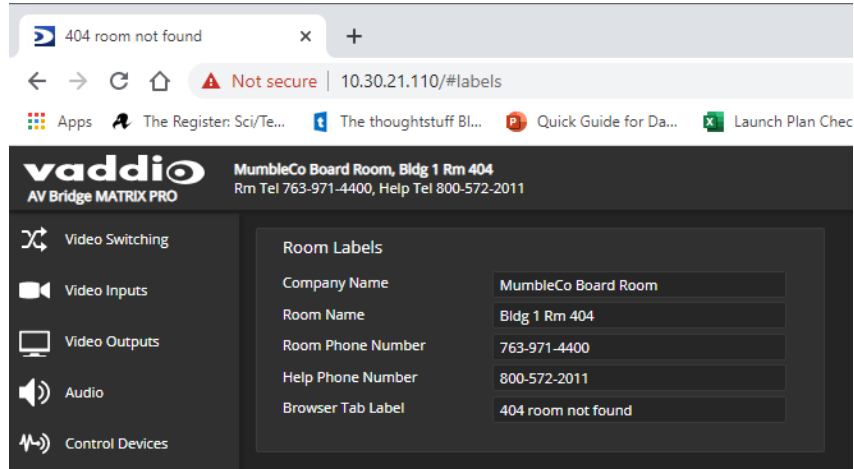 404 room not found
Not secure | 10.30.21.110/#labels
Apps The Register: Sci/Te... The thoughtstuff Bl... Quick Guide for Da... Launch Plan Chec
vaddio
AV Bridge MATRIX PRO
MumbleCo Board Room, Bldg 1 Rm 404
Rm Tel 763-971-4400, Help Tel 800-572-2011
Video Switching
Video Inputs
Video Outputs
Audio
Control Devices
Room Labels
Company Name MumbleCo Board Room
Room Name Bldg 1 Rm 404
Room Phone Number 763-971-4400
Help Phone Number 800-572-2011
Browser Tab Label 404 room not found